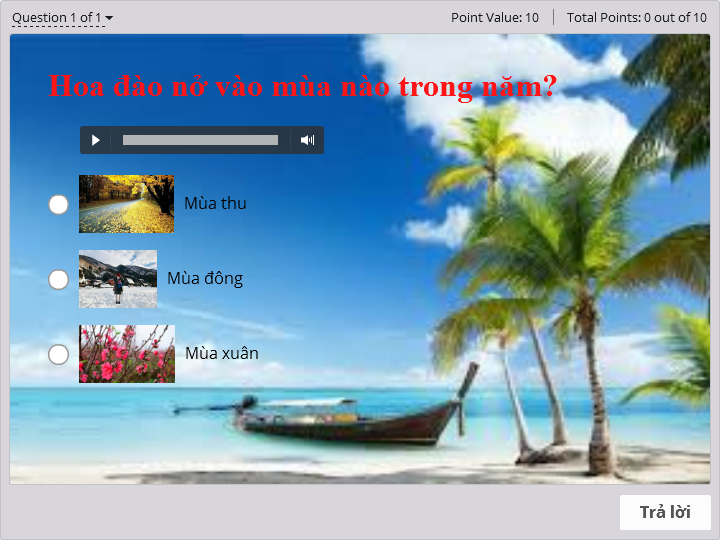 Question 1 of 1
Point Value: 10
Total Points: 0 out of 10
Hoa đào nở vào mùa nào trong năm?
Mùa thu
Mùa đông
Mùa xuân
Trả lời